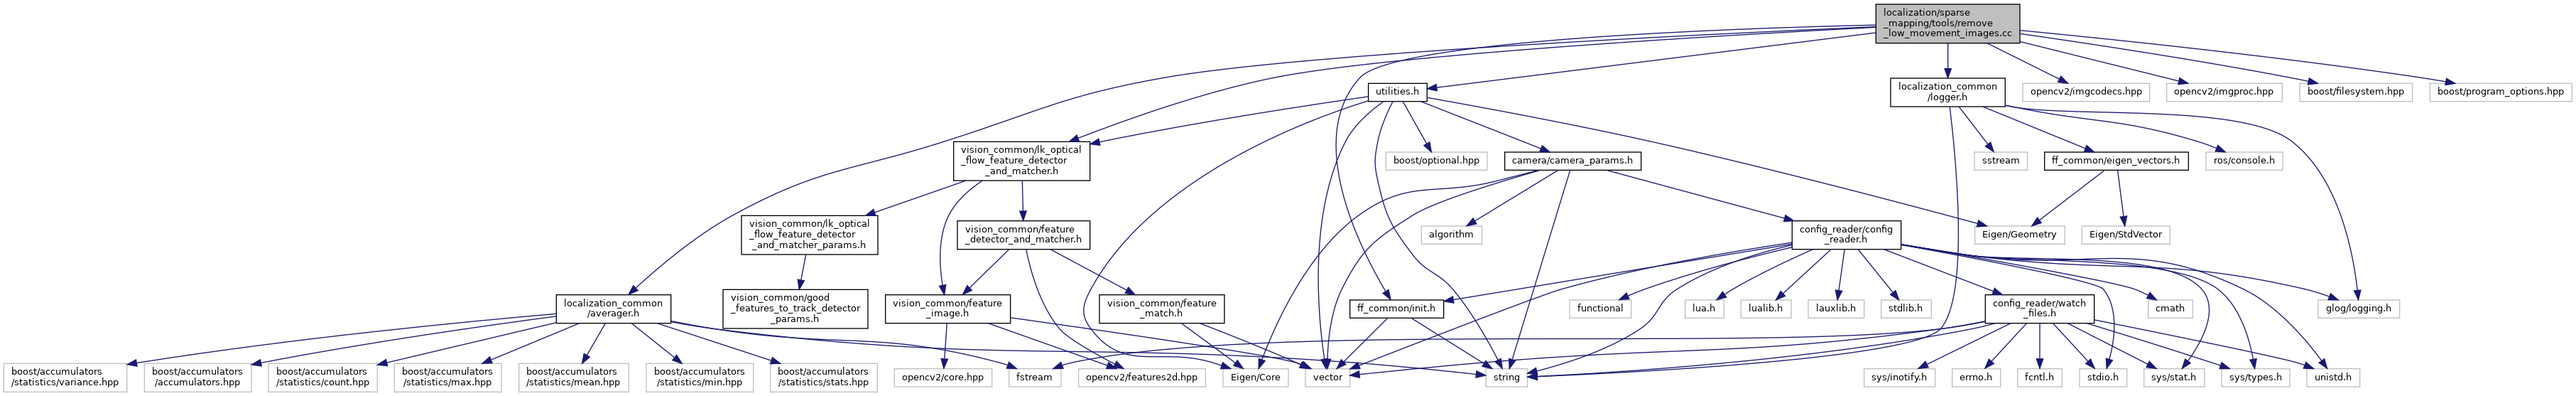 localization/sparse
_mapping/tools/remove
_low_movement_images.cc
utilities.h
localization_common
/logger.h
opencv2/imgcodecs.hpp
opencv2/imgproc.hpp
boost/filesystem.hpp
boost/program_options.hpp
vision_common/lk_optical
_flow_feature_detector
_and_matcher.h
boost/optional.hpp
camera/camera_params.h
sstream
ff_common/eigen_vectors.h
ros/console.h
vision_common/lk_optical
_flow_feature_detector
_and_matcher_params.h
vision_common/feature
_detector_and_matcher.h
algorithm
config_reader/config
_reader.h
Eigen/Geometry
Eigen/StdVector
localization_common
/averager.h
vision_common/good
_features_to_track_detector
_params.h
vision_common/feature
_image.h
vision_common/feature
_match.h
ff_common/init.h
functional
lua.h
lualib.h
lauxlib.h
stdlib.h
config_reader/watch
_files.h
cmath
glog/logging.h
boost/accumulators
/statistics/variance.hpp
boost/accumulators
/accumulators.hpp
boost/accumulators
/statistics/count.hpp
boost/accumulators
/statistics/max.hpp
boost/accumulators
/statistics/mean.hpp
boost/accumulators
/statistics/min.hpp
boost/accumulators
/statistics/stats.hpp
opencv2/core.hpp
fstream
opencv2/features2d.hpp
Eigen/Core
vector
string
sys/inotify.h
errno.h
fcntl.h
stdio.h
sys/stat.h
sys/types.h
unistd.h